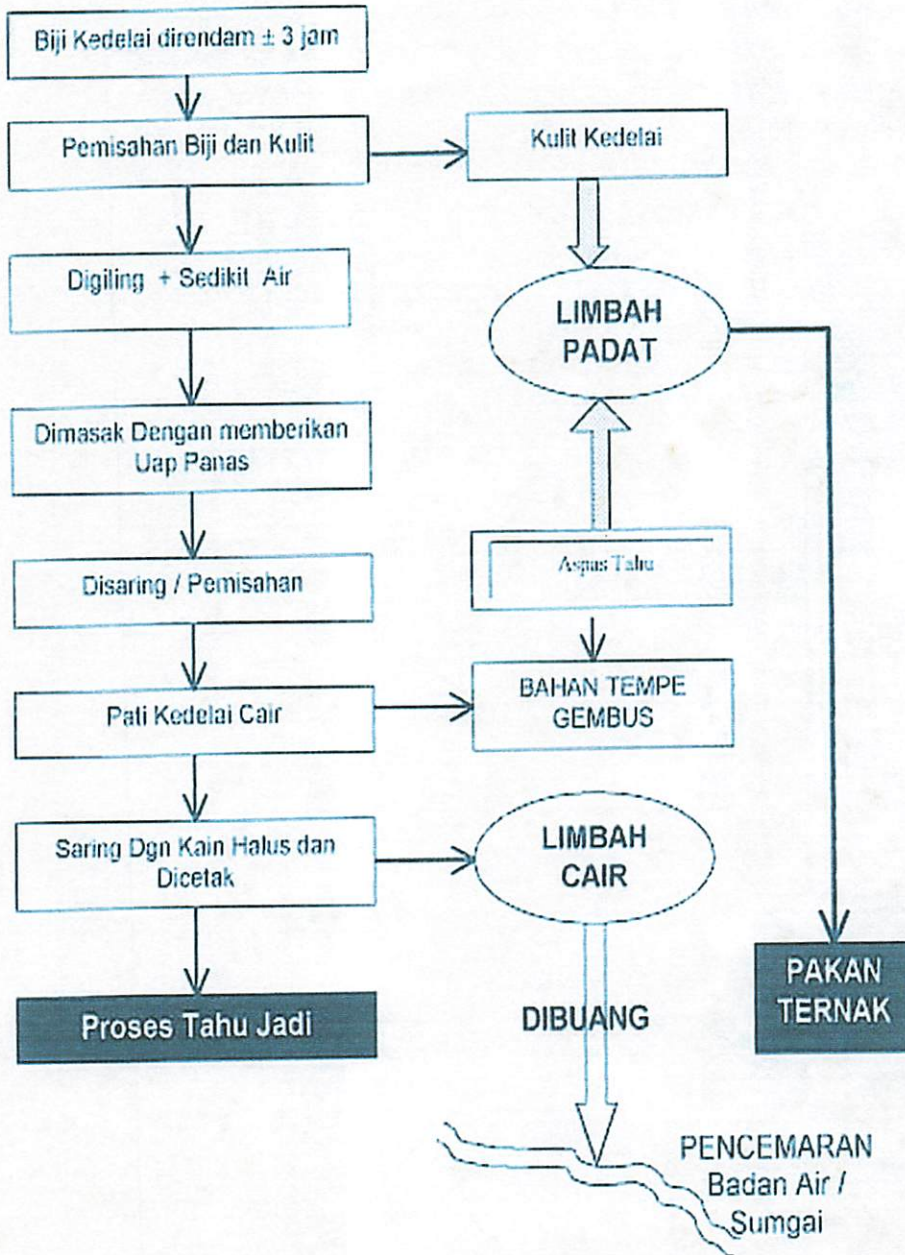 Biji Kedelai direndam ± 3 jam
Pemisahan Biji dan Kulit
Kulit Kedelai
Digiling + Sedikit Air
LIMBAH
PADAT
Dimasak Dengan memberikan
Uap Panas
Disaring / Pemisahan
Aspas Tahu
Pati Kedelai Cair
BAHAN TEMPE
GEMBUS
Saring Dgn Kain Halus dan
Dicetak
LIMBAH
CAIR
Proses Tahu Jadi
DIBUANG
PAKAN
TERNAK
PENCEMARAN
Badan Air /
Sumgai